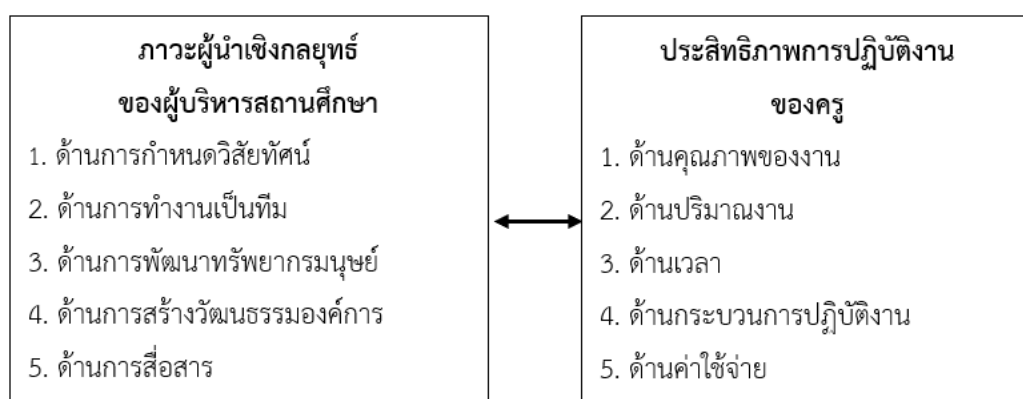 ภาวะผู้นำเชิงกลยุทธ์
ของผู้บริหารสถานศึกษา
1. ด้านการกำหนดวิสัยทัศน์
2. ด้านการทำงานเป็นทีม
3. ด้านการพัฒนาทรัพยากรมนุษย์
4. ด้านการสร้างวัฒนธรรมองค์การ
5. ด้านการสื่อสาร
ประสิทธิภาพการปฏิบัติงาน
ของครู
1. ด้านคุณภาพของงาน
2. ด้านปริมาณงาน
3. ด้านเวลา
4. ด้านกระบวนการปฏิบัติงาน
5. ด้านค่าใช้จ่าย